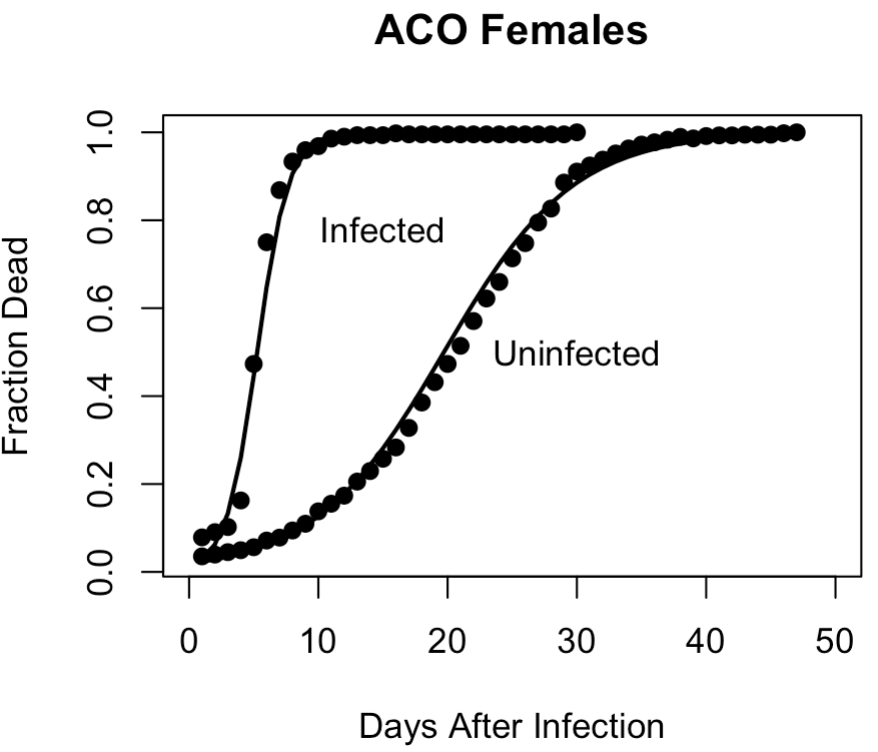 ACO Females
1.0
0.8
0.6
0.4
0.2
0.0
Fraction Dead
Infected
Uninfected
0 10 20 30 40 50
Days After Infection